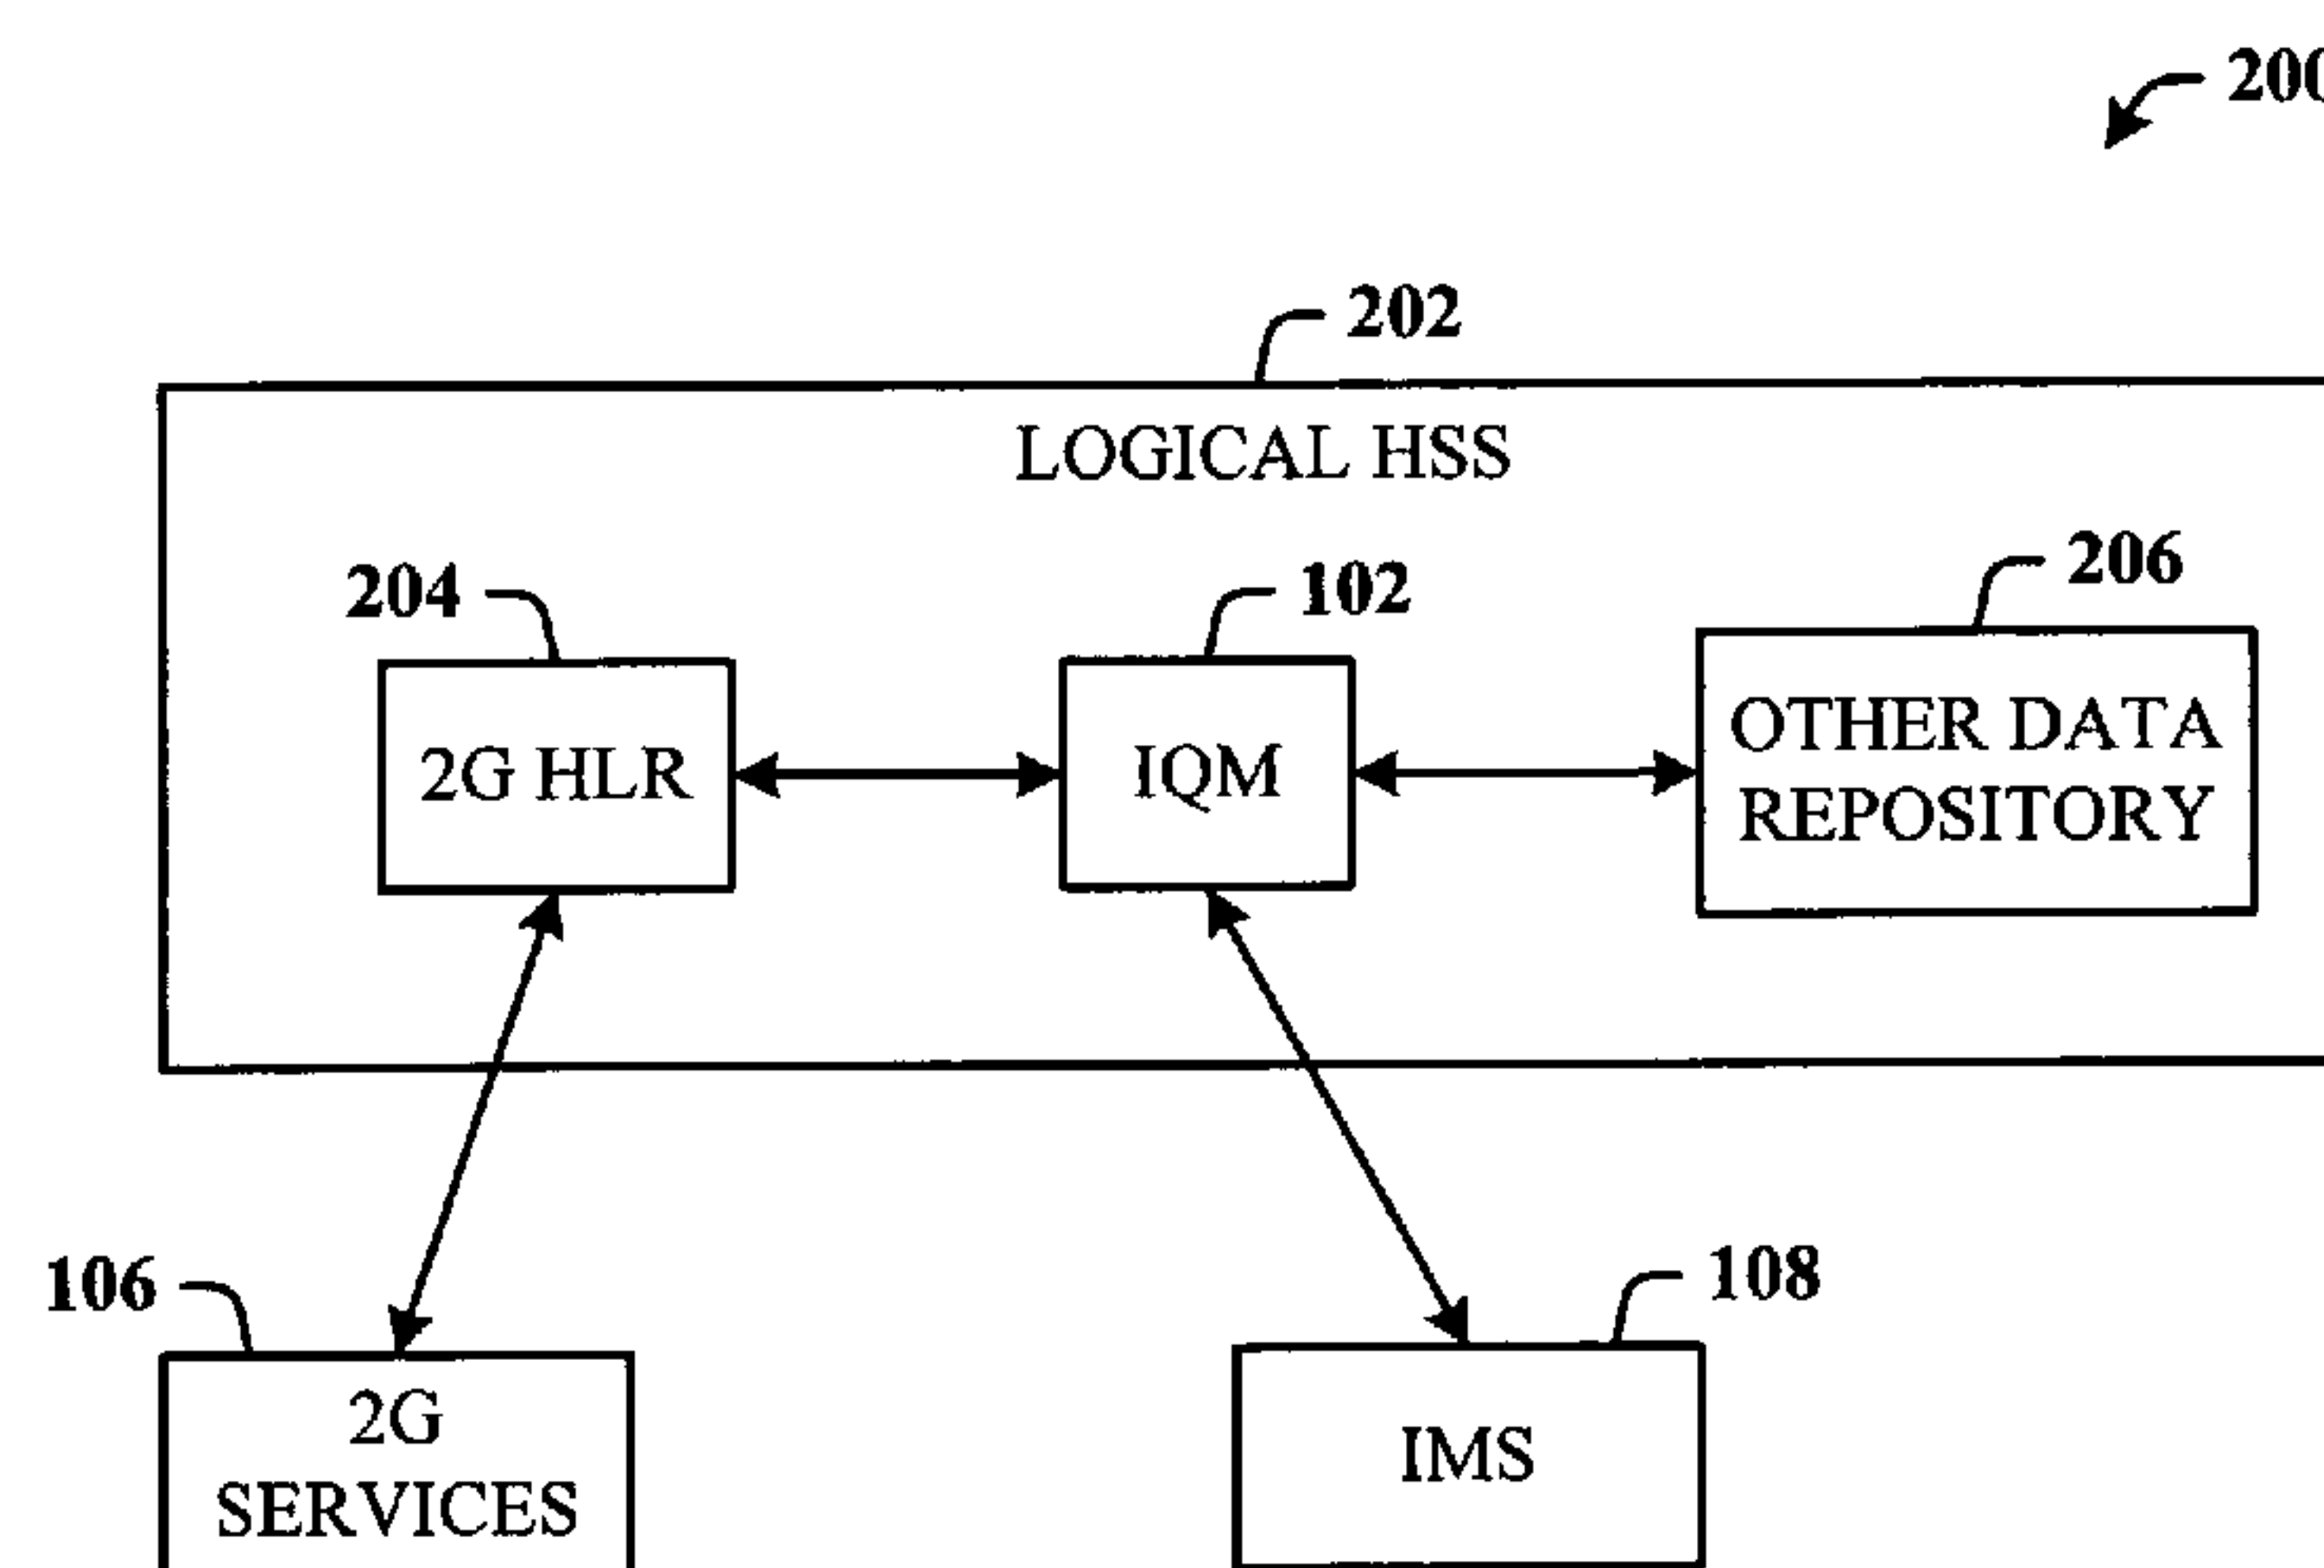 200
202
LOGICAL HSS
204
102
206
2G HLR
IQM
OTHER DATA
REPOSITORY
106
108
2G
SERVICES
IMS